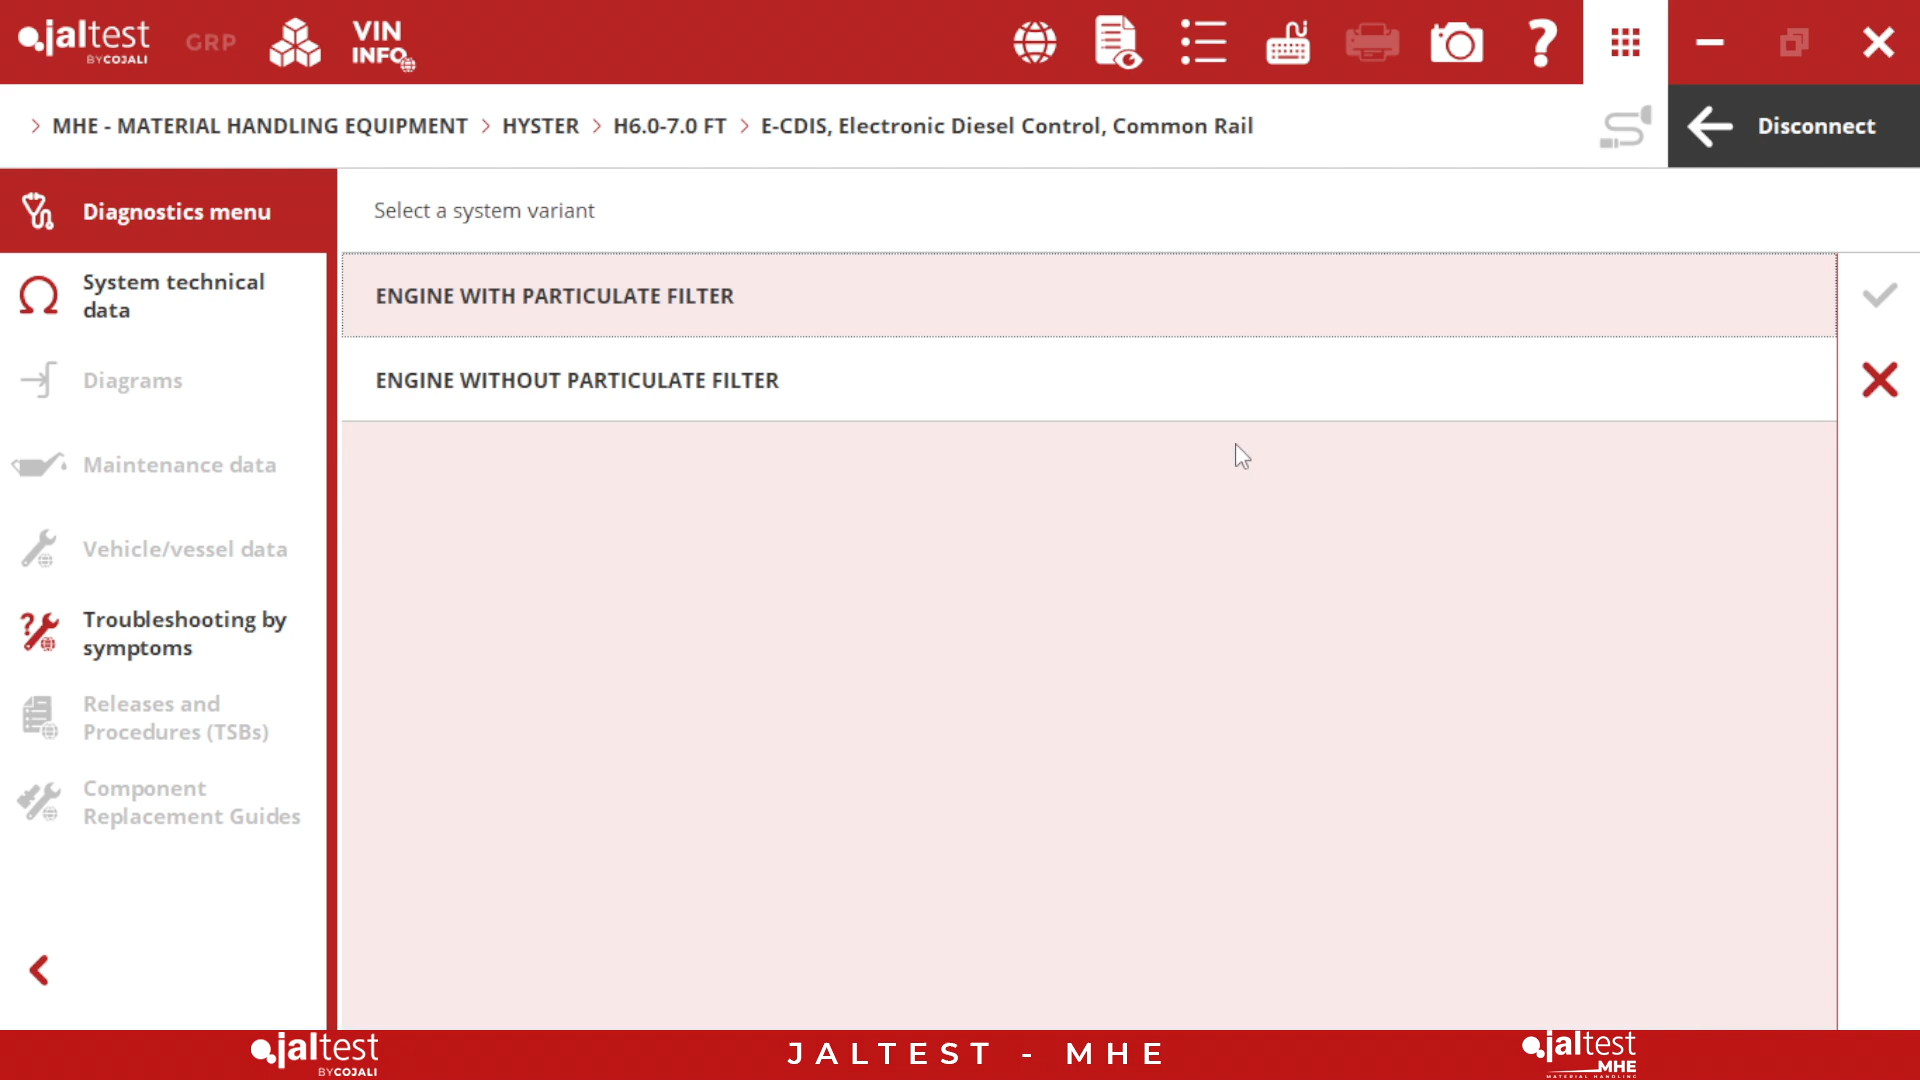 jaltest
BYCOJALI
GRP
VIN
INFO
MHE - MATERIAL HANDLING EQUIPMENT > HYSTER > H6.0-7.0 FT > E-CDIS, Electronic Diesel Control, Common Rail
Disconnect
Diagnostics menu
Select a system variant
System technical
data
ENGINE WITH PARTICULATE FILTER
Diagrams
ENGINE WITHOUT PARTICULATE FILTER
Maintenance data
Vehicle/vessel data
Troubleshooting by
symptoms
Releases and
Procedures (TSBs)
Component
Replacement Guides
jaltest
BYCOJALI
JALTEST - MHE
jaltest
MHE
MATERIAL HANDLING